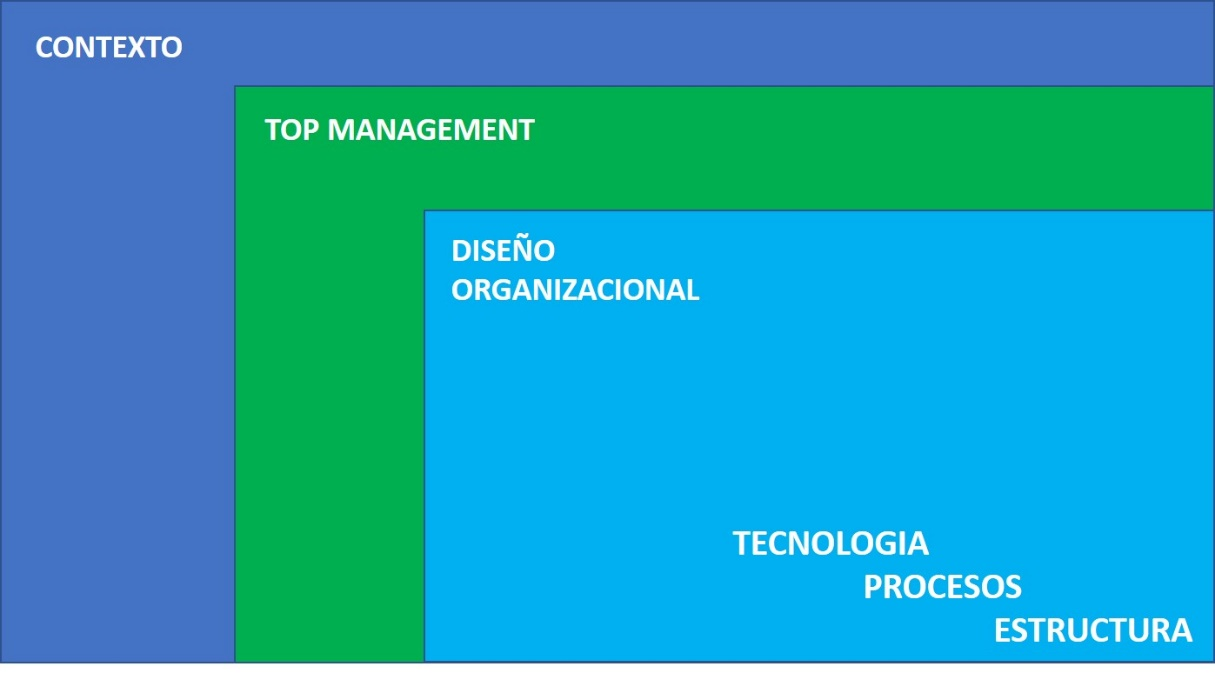 CONTEXTO
TOP MANAGEMENT
DISEÑO
ORGANIZACIONAL
TECNOLOGIA
PROCESOS
ESTRUCTURA